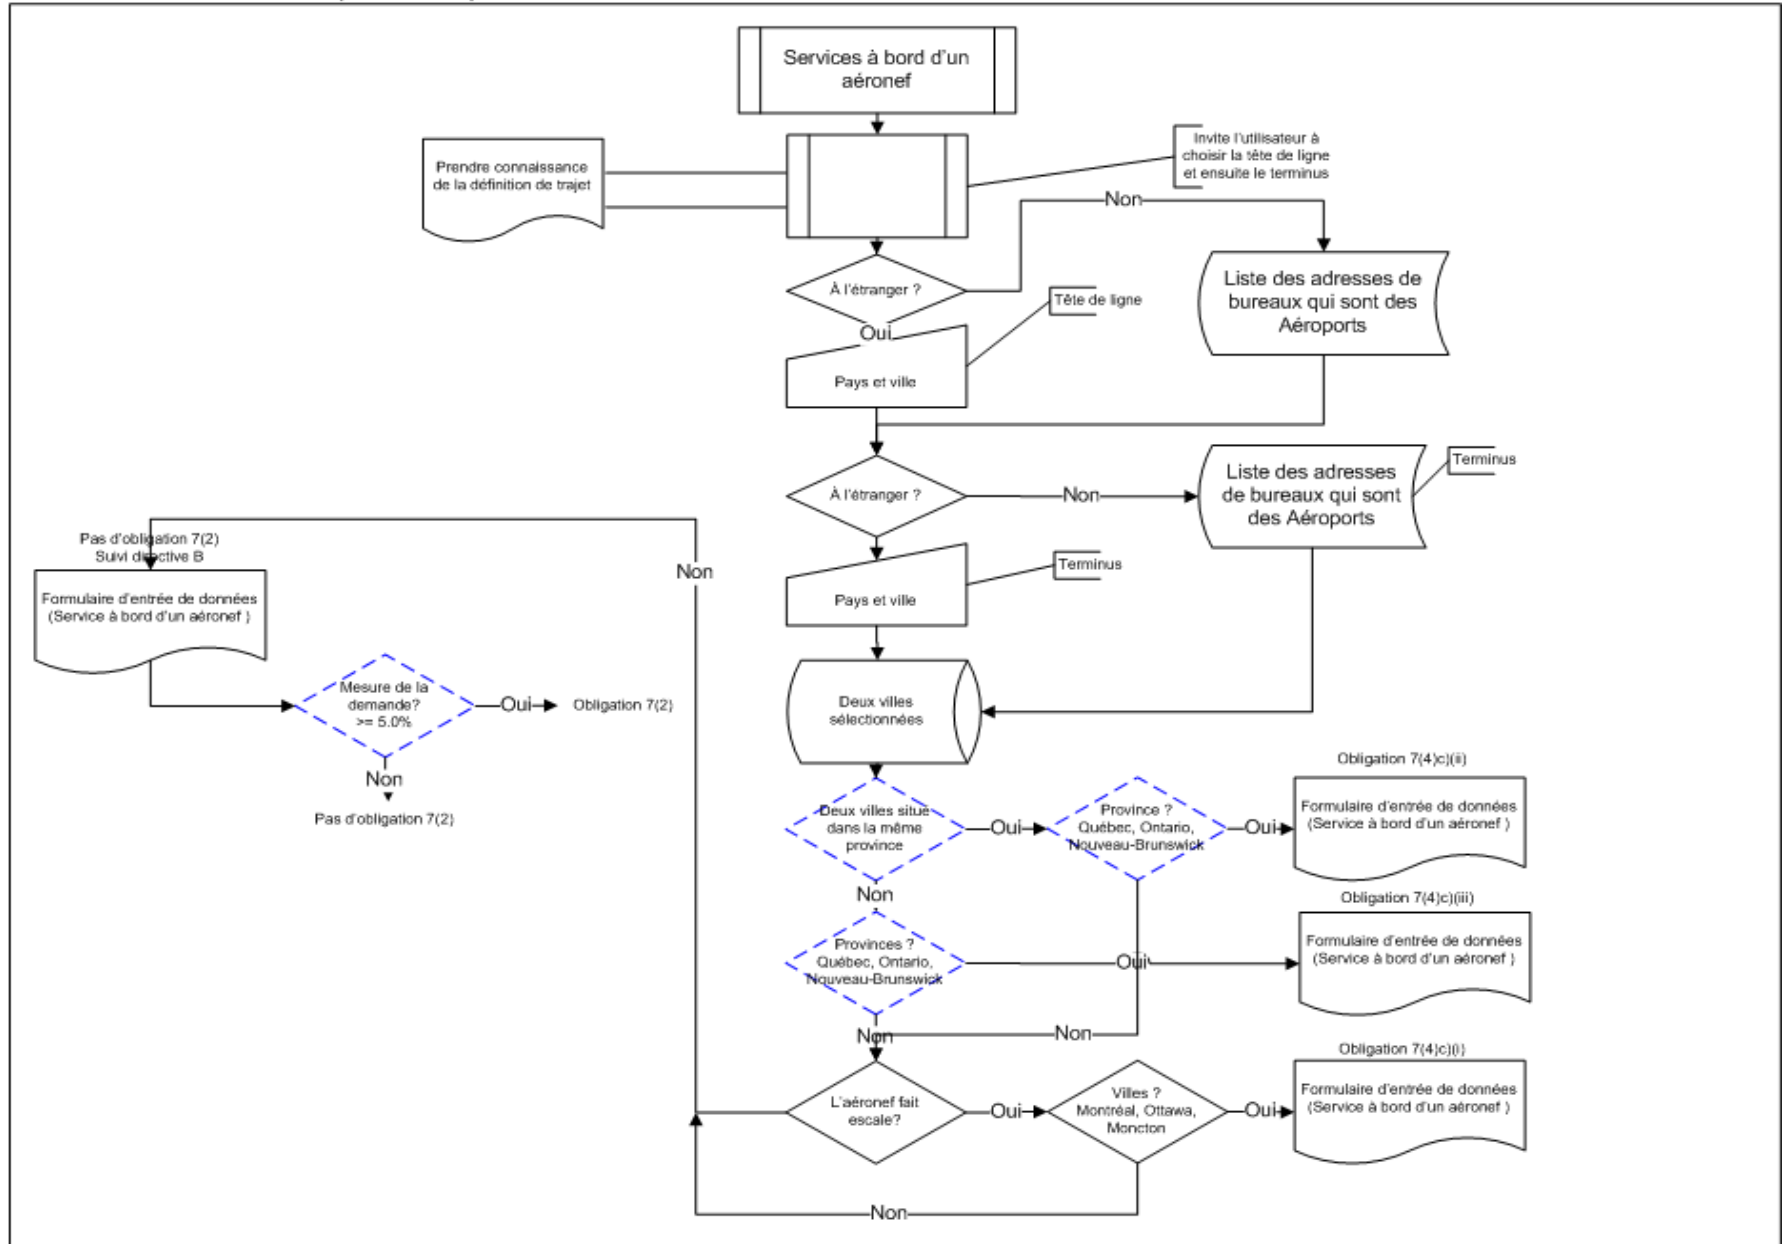 Services à bord d'un
aéronef
Prendre connaissance
de la définition de trajet
Invite l'utilisateur à
choisir la tête de ligne
et ensuite le terminus
Non
À l'étranger ?
Liste des adresses de
bureaux qui sont des
Aéroports
Tête de ligne
Oui
Pays et ville
À l'étranger ?
Non
Liste des adresses
de bureaux qui sont
des Aéroports
Terminus
Pas d'obligation 7(2)
Suivi directive B
Non
Terminus
Formulaire d'entrée de données
(Service à bord d'un aéronef )
Pays et ville
Mesure de la
demande?
>= 5.0%
Oui
Obligation 7(2)
Deux villes
sélectionnées
Non
Pas d'obligation 7(2)
Obligation 7(4)c)(ii)
Deux villes situé
dans la même
province
Oui
Province ?
Québec, Ontario,
Nouveau-Brunswick
Oui
Formulaire d'entrée de données
(Service à bord d'un aéronef )
Non
Obligation 7(4)c)(iii)
Provinces ?
Québec, Ontario,
Nouveau-Brunswick
Oui
Formulaire d'entrée de données
(Service à bord d'un aéronef )
Non
Non
Obligation 7(4)c)(i)
L'aéronef fait
escale?
Oui
Villes ?
Montréal, Ottawa,
Moncton
Oui
Formulaire d'entrée de données
(Service à bord d'un aéronef )
Non